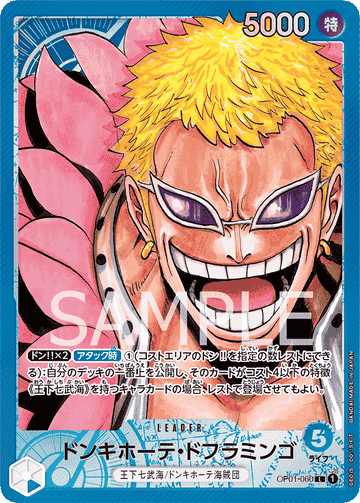 5000 特
SAMPLE
ドン!!×2 アタック時 ①(コストエリアのドン!!を指定の数レストにでき
る):自分のデッキの一番上を公開し、そのカードがコスト4以下の特徴
《王下七武海》を持つキャラカードの場合、レストで登場させてもよい。
LEADER
ドンキホーテ・ドフラミンゴ
王下七武海/ドンキホーテ海賊団
5
ライフ
OP01-060 L 1